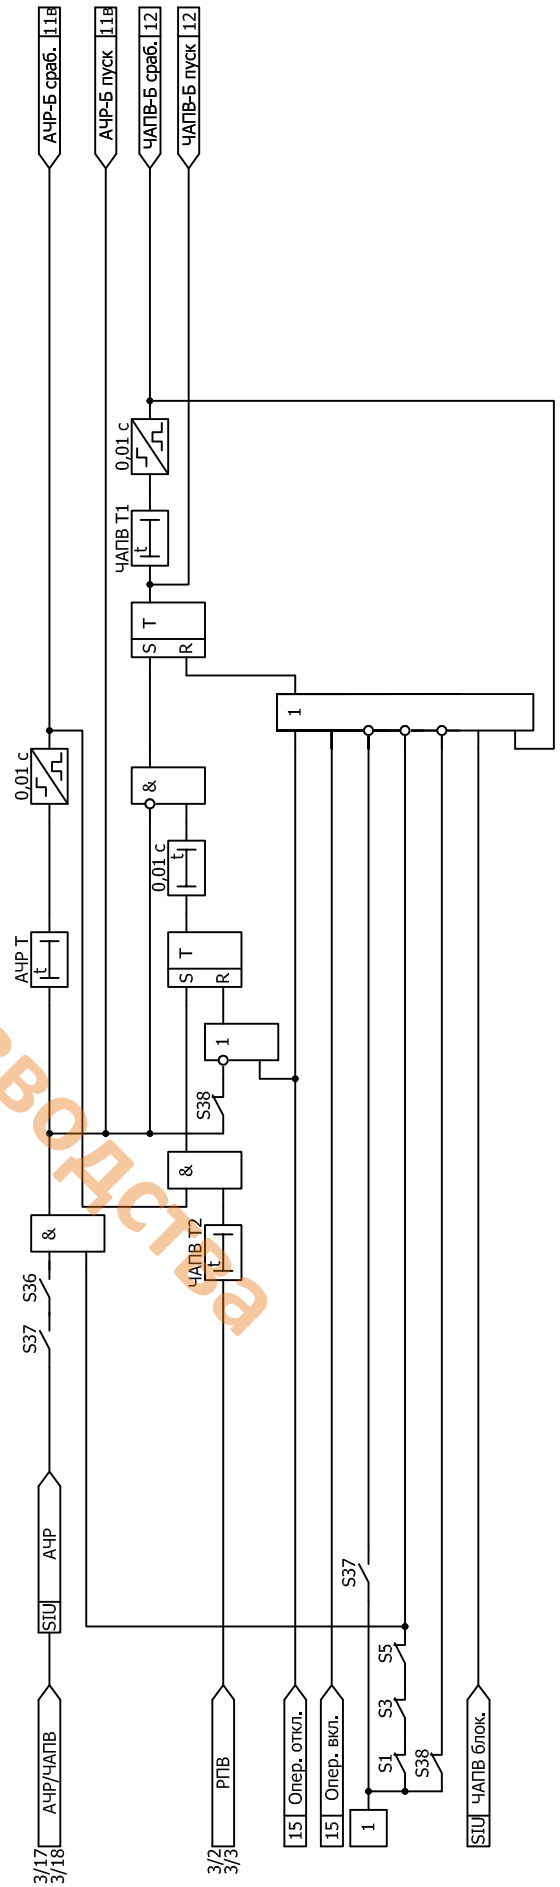 АЧР-Б сраб. 11в
АЧР-Б пуск 11в
ЧАПВ-Б сраб. 12
ЧАПВ-Б пуск 12
0,01 с
ЧАПВ Т1
t
S T
R
1
0,01 с
&
0,01 с
t
АЧР Т
t
S T
R
1
S38
&
&
ЧАПВ Т2
t
S36
S37
SIU АЧР
S37
S5
S3
S1
S38
3/17
3/18
АЧР/ЧАПВ
3/2
3/3
РПВ
15 Опер. откл.
15 Опер. вкл.
1
SIU ЧАПВ блок.
водства